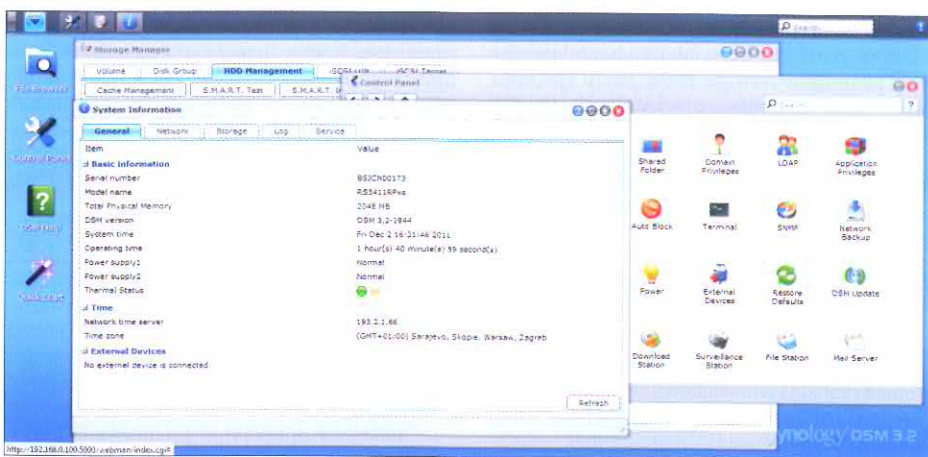 Storage Manager
Volume Disk Group HDD Management iSCSI LUN iSCSI Target
Cache Management S.M.A.R.T. Test S.M.A.R.T.
Control Panel
File Browser
Control Panel
DSM Help
Quick Start
System Information
General Network Storage Log Service
Item Value
Basic information
Serial number
Model name RS3411RPxs
Total Physical Memory 2048 MB
DSM version DSM 3.2-1944
System time Fri Dec 2 16:21:46 2011
Operating time 1 hour(s) 40 minute(s) 59 second(s)
Power supply1 Normal
Power supply2 Normal
Thermal Status
Time
Network time server 193.2.1.66
Time zone (GMT+01:00) Sarajevo, Skopje, Warsaw, Zagreb
External Devices
No external device is connected.
Refresh
Shared Folder Domain Privileges LDAP Application Privileges
Auto Block Terminal SNMP Network Backup
Power External Devices Restore Defaults DSM Update
Download Station Surveillance Station File Station Mail Server
ynology DSM 3.2
http://192.168.0.100:5000/webman/index.cgi#